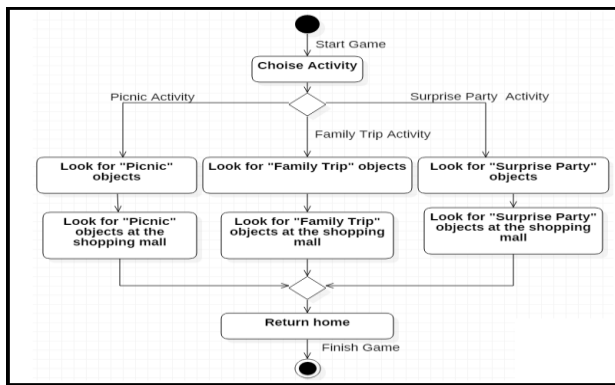 Start Game
Choise Activity
Picnic Activity
Surprise Party Activity
Family Trip Activity
Look for "Picnic"
objects
Look for "Family Trip" objects
Look for "Surprise Party"
objects
Look for "Picnic"
objects at the
shopping mall
Look for "Family Trip"
objects at the shopping
mall
Look for "Surprise Party"
objects at the shopping
mall
Return home
Finish Game